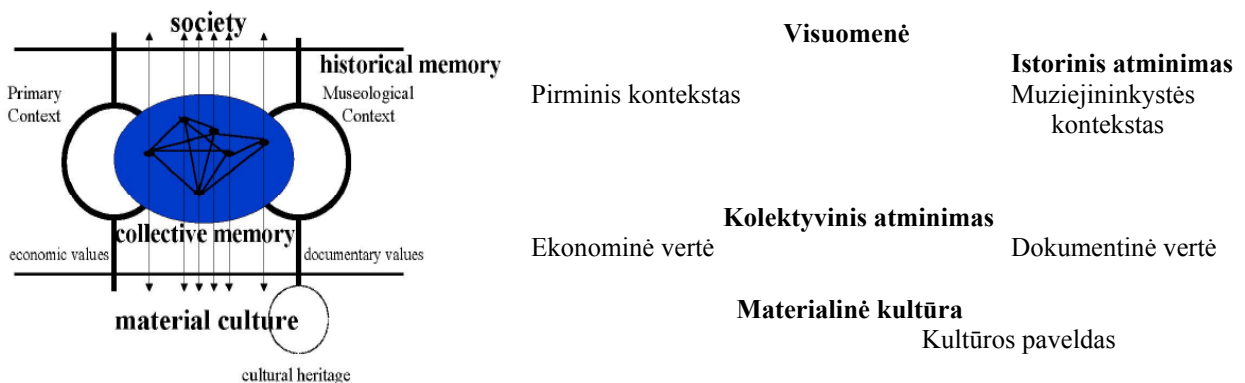 society
historical memory
Primary
Context
Museological
Context
collective memory
economic values
documentary values
material culture
cultural heritage
Visuomenė
Istorinis atminimas
Pirminis kontekstas
Muziejininkystės
kontekstas
Kolektyvinis atminimas
Ekonominė vertė
Dokumentinė vertė
Materialinė kultūra
Kultūros paveldas